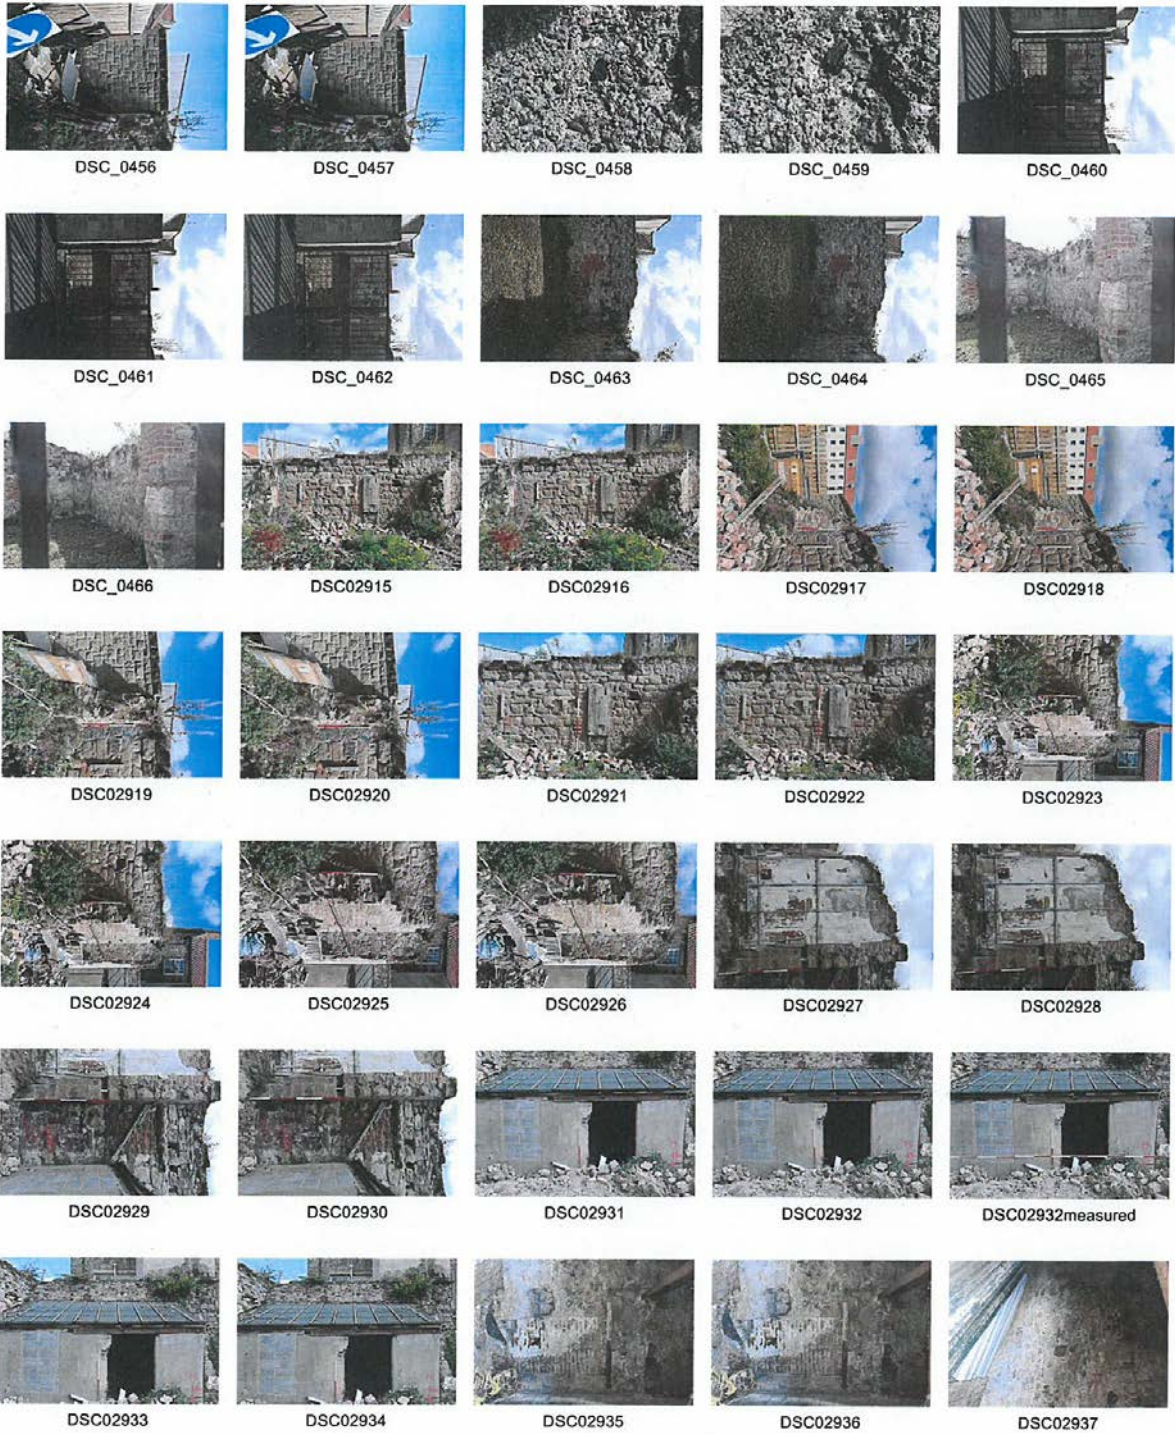 DSC_0456 DSC_0457 DSC_0458 DSC_0459 DSC_0460
DSC_0461 DSC_0462 DSC_0463 DSC_0464 DSC_0465
DSC_0466 DSC02915 DSC02916 DSC02917 DSC02918
DSC02919 DSC02920 DSC02921 DSC02922 DSC02923
DSC02924 DSC02925 DSC02926 DSC02927 DSC02928
DSC02929 DSC02930 DSC02931 DSC02932 DSC02932measured
DSC02933 DSC02934 DSC02935 DSC02936 DSC02937